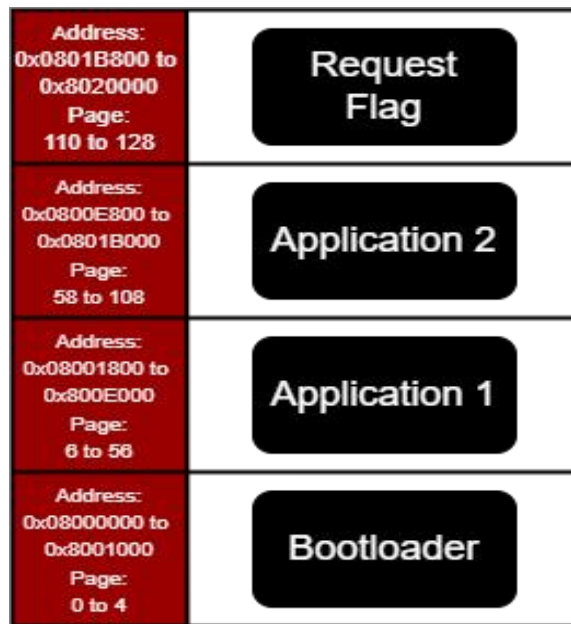 Address:
0x0801B800 to
0x8020000
Page:
110 to 128
Request
Flag
Address:
0x0800E800 to
0x0801B000
Page:
58 to 108
Application 2
Address:
0x08001800 to
0x800E000
Page:
6 to 56
Application 1
Address:
0x08000000 to
0x8001000
Page:
0 to 4
Bootloader